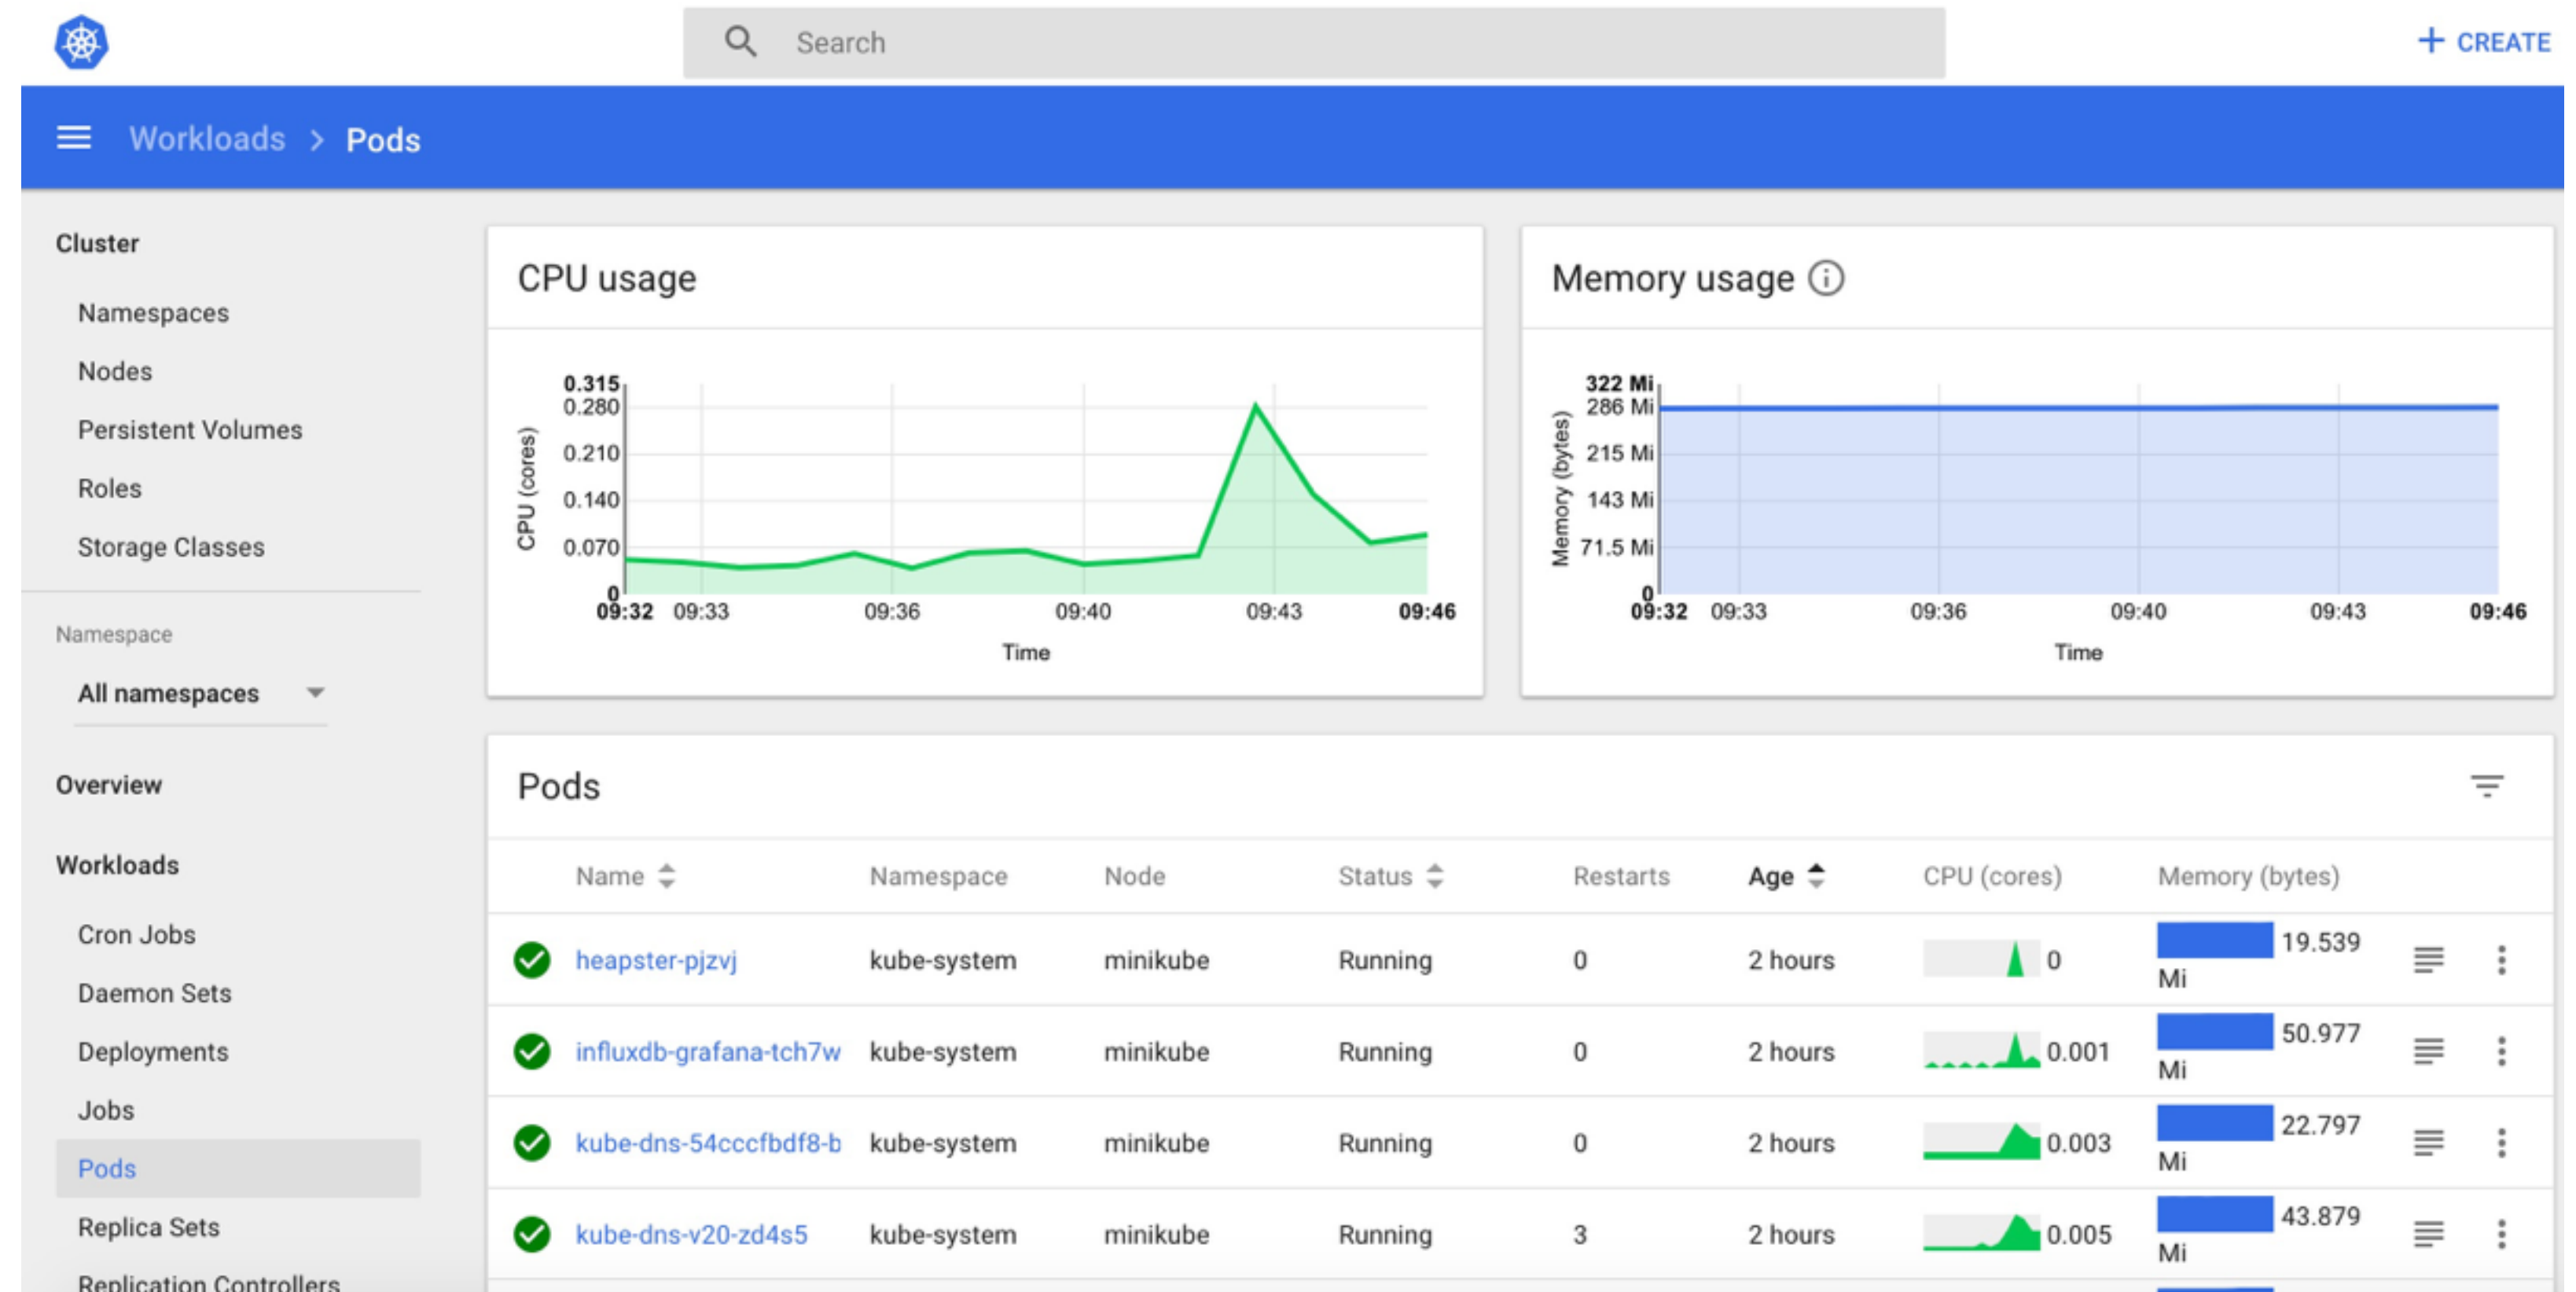 Search
+ CREATE
Workloads > Pods
Cluster
Namespaces
Nodes
Persistent Volumes
Roles
Storage Classes
Namespace
All namespaces
Overview
Workloads
Cron Jobs
Daemon Sets
Deployments
Jobs
Pods
Replica Sets
Replication Controllers
CPU usage
CPU (cores)
0.315
0.280
0.210
0.140
0.070
0
09:32 09:33 09:36 09:40 09:43 09:46
Time
Memory usage
Memory (bytes)
322 Mi
286 Mi
215 Mi
143 Mi
71.5 Mi
0
09:32 09:33 09:36 09:40 09:43 09:46
Time
Pods
Name Namespace Node Status Restarts Age CPU (cores) Memory (bytes)
heapster-pjzvj kube-system minikube Running 0 2 hours 0 19.539 Mi
influxdb-grafana-tch7w kube-system minikube Running 0 2 hours 0.001 50.977 Mi
kube-dns-54cccfbdf8-b kube-system minikube Running 0 2 hours 0.003 22.797 Mi
kube-dns-v20-zd4s5 kube-system minikube Running 3 2 hours 0.005 43.879 Mi